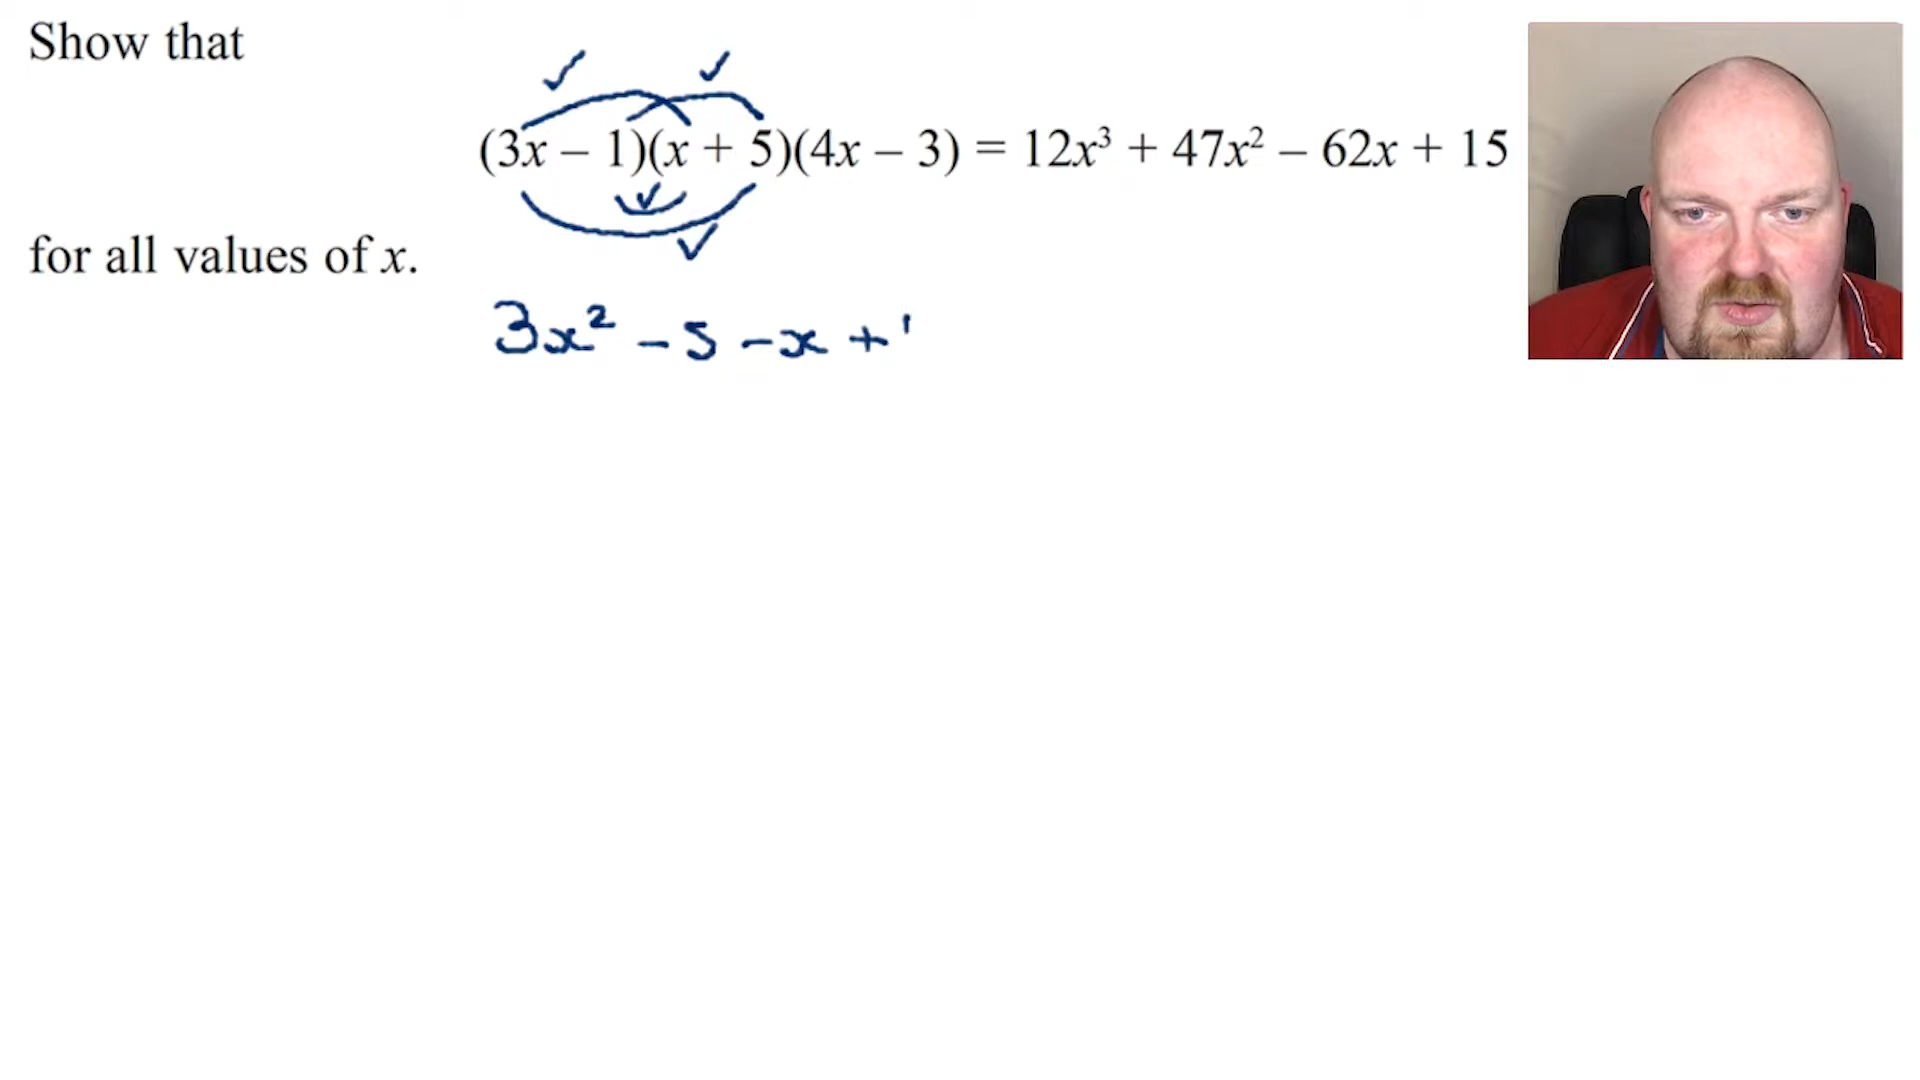 Show that
(3x – 1)(x + 5)(4x – 3) = 12x³ + 47x² – 62x + 15
for all values of x.
3x² - 5 - x +